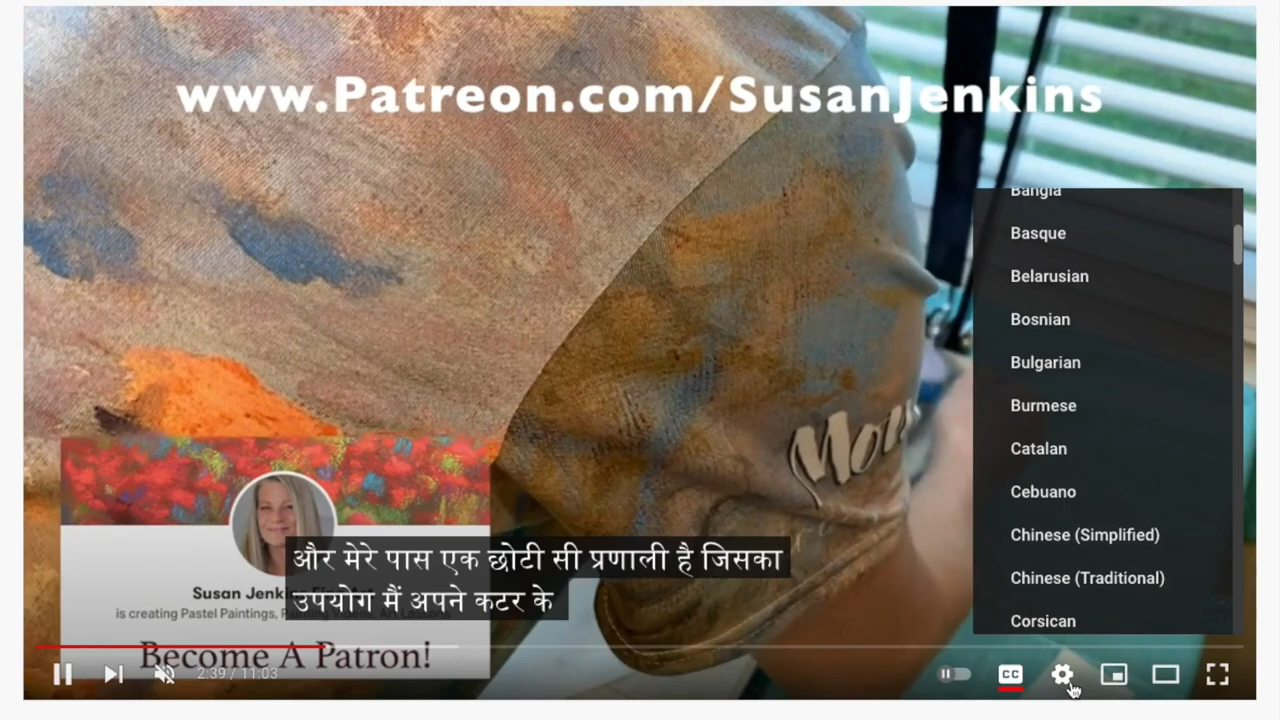 www.Patreon.com/SusanJenkins
Bangla
Basque
Belarusian
Bosnian
Bulgarian
Burmese
Catalan
Cebuano
Chinese (Simplified)
Chinese (Traditional)
Corsican
और मेरे पास एक छोटी सी प्रणाली है जिसका
उपयोग मैं अपने कटर के
Susan
is creating Pastel Paintings,
Become A Patron!
2:39 / 11:03
CC